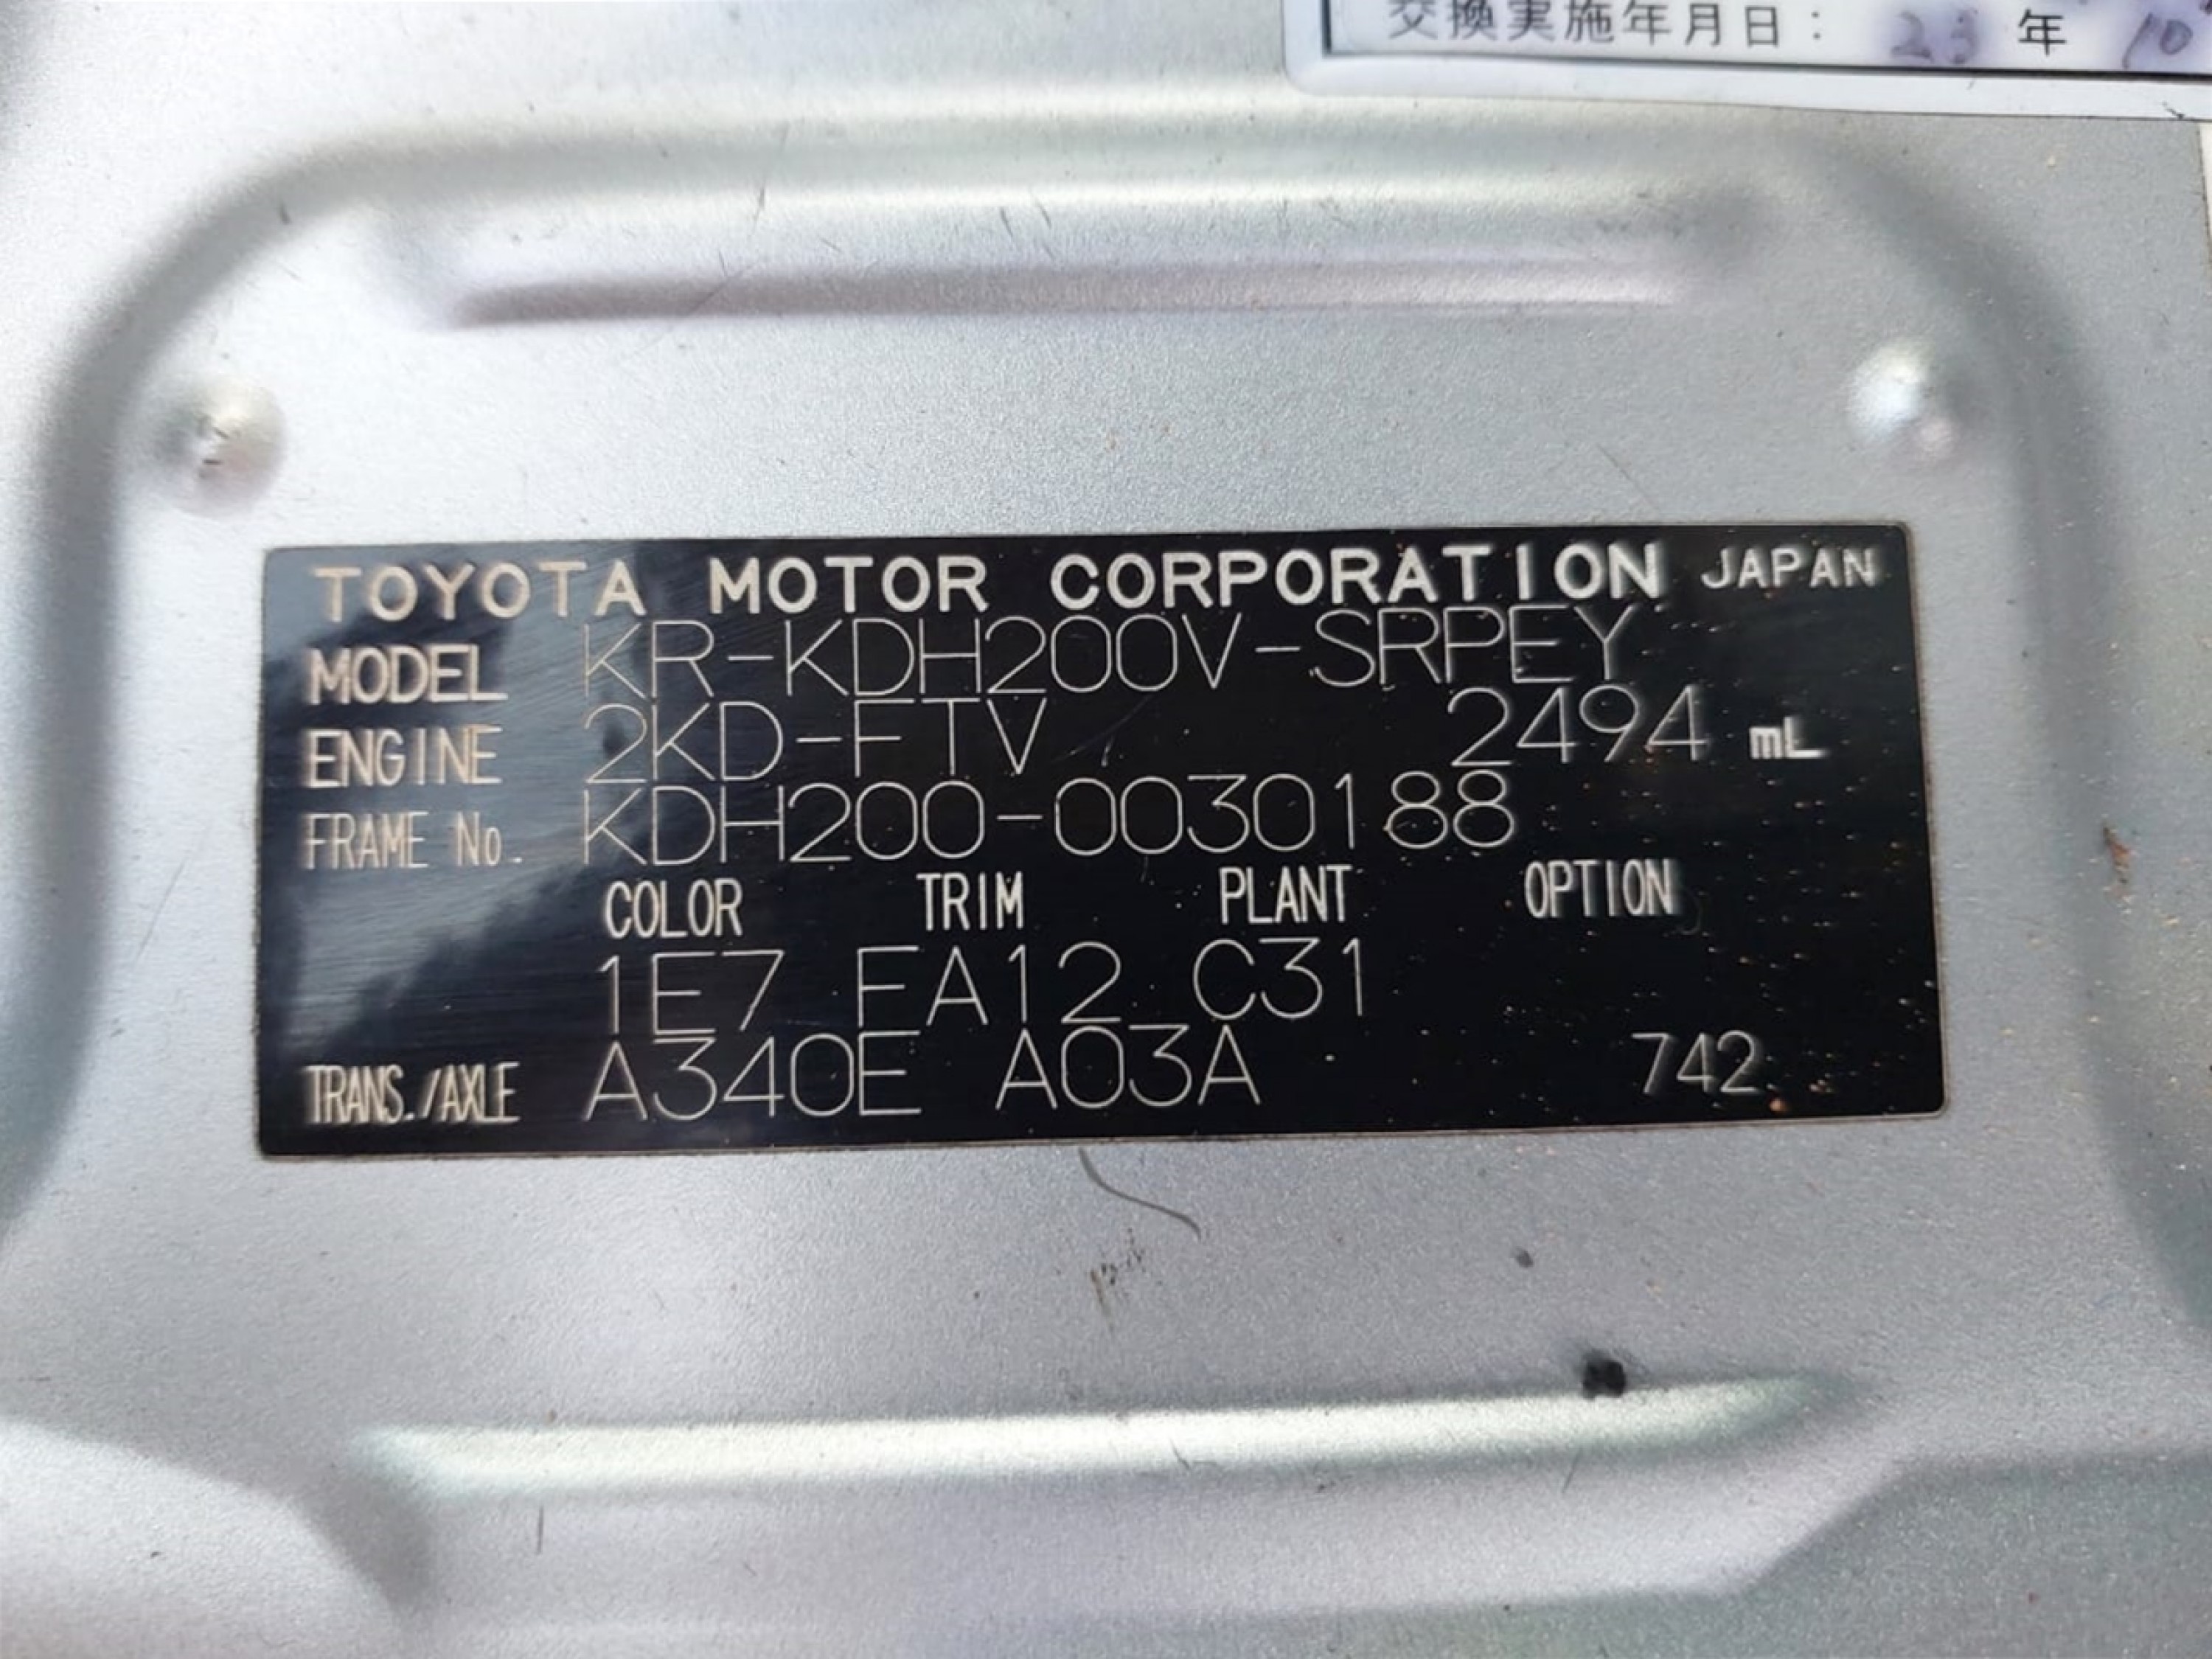 交換実施年月日： 23 年 10
TOYOTA MOTOR CORPORATION JAPAN
MODEL KR-KDH200V-SRPEY
ENGINE 2KD-FTV 2494 mL
FRAME No. KDH200-0030188
COLOR TRIM PLANT OPTION
1E7 FA12 C31
TRANS./AXLE A340E A03A 742